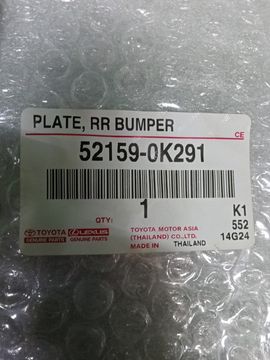 PLATE, RR BUMPER
CE
52159-0K291
QTY.
1
K1
552
14G24
TOYOTA
GENUINE PARTS
LEXUS
GENUINE PARTS
TOYOTA MOTOR ASIA
(THAILAND) CO.,LTD.
MADE IN THAILAND